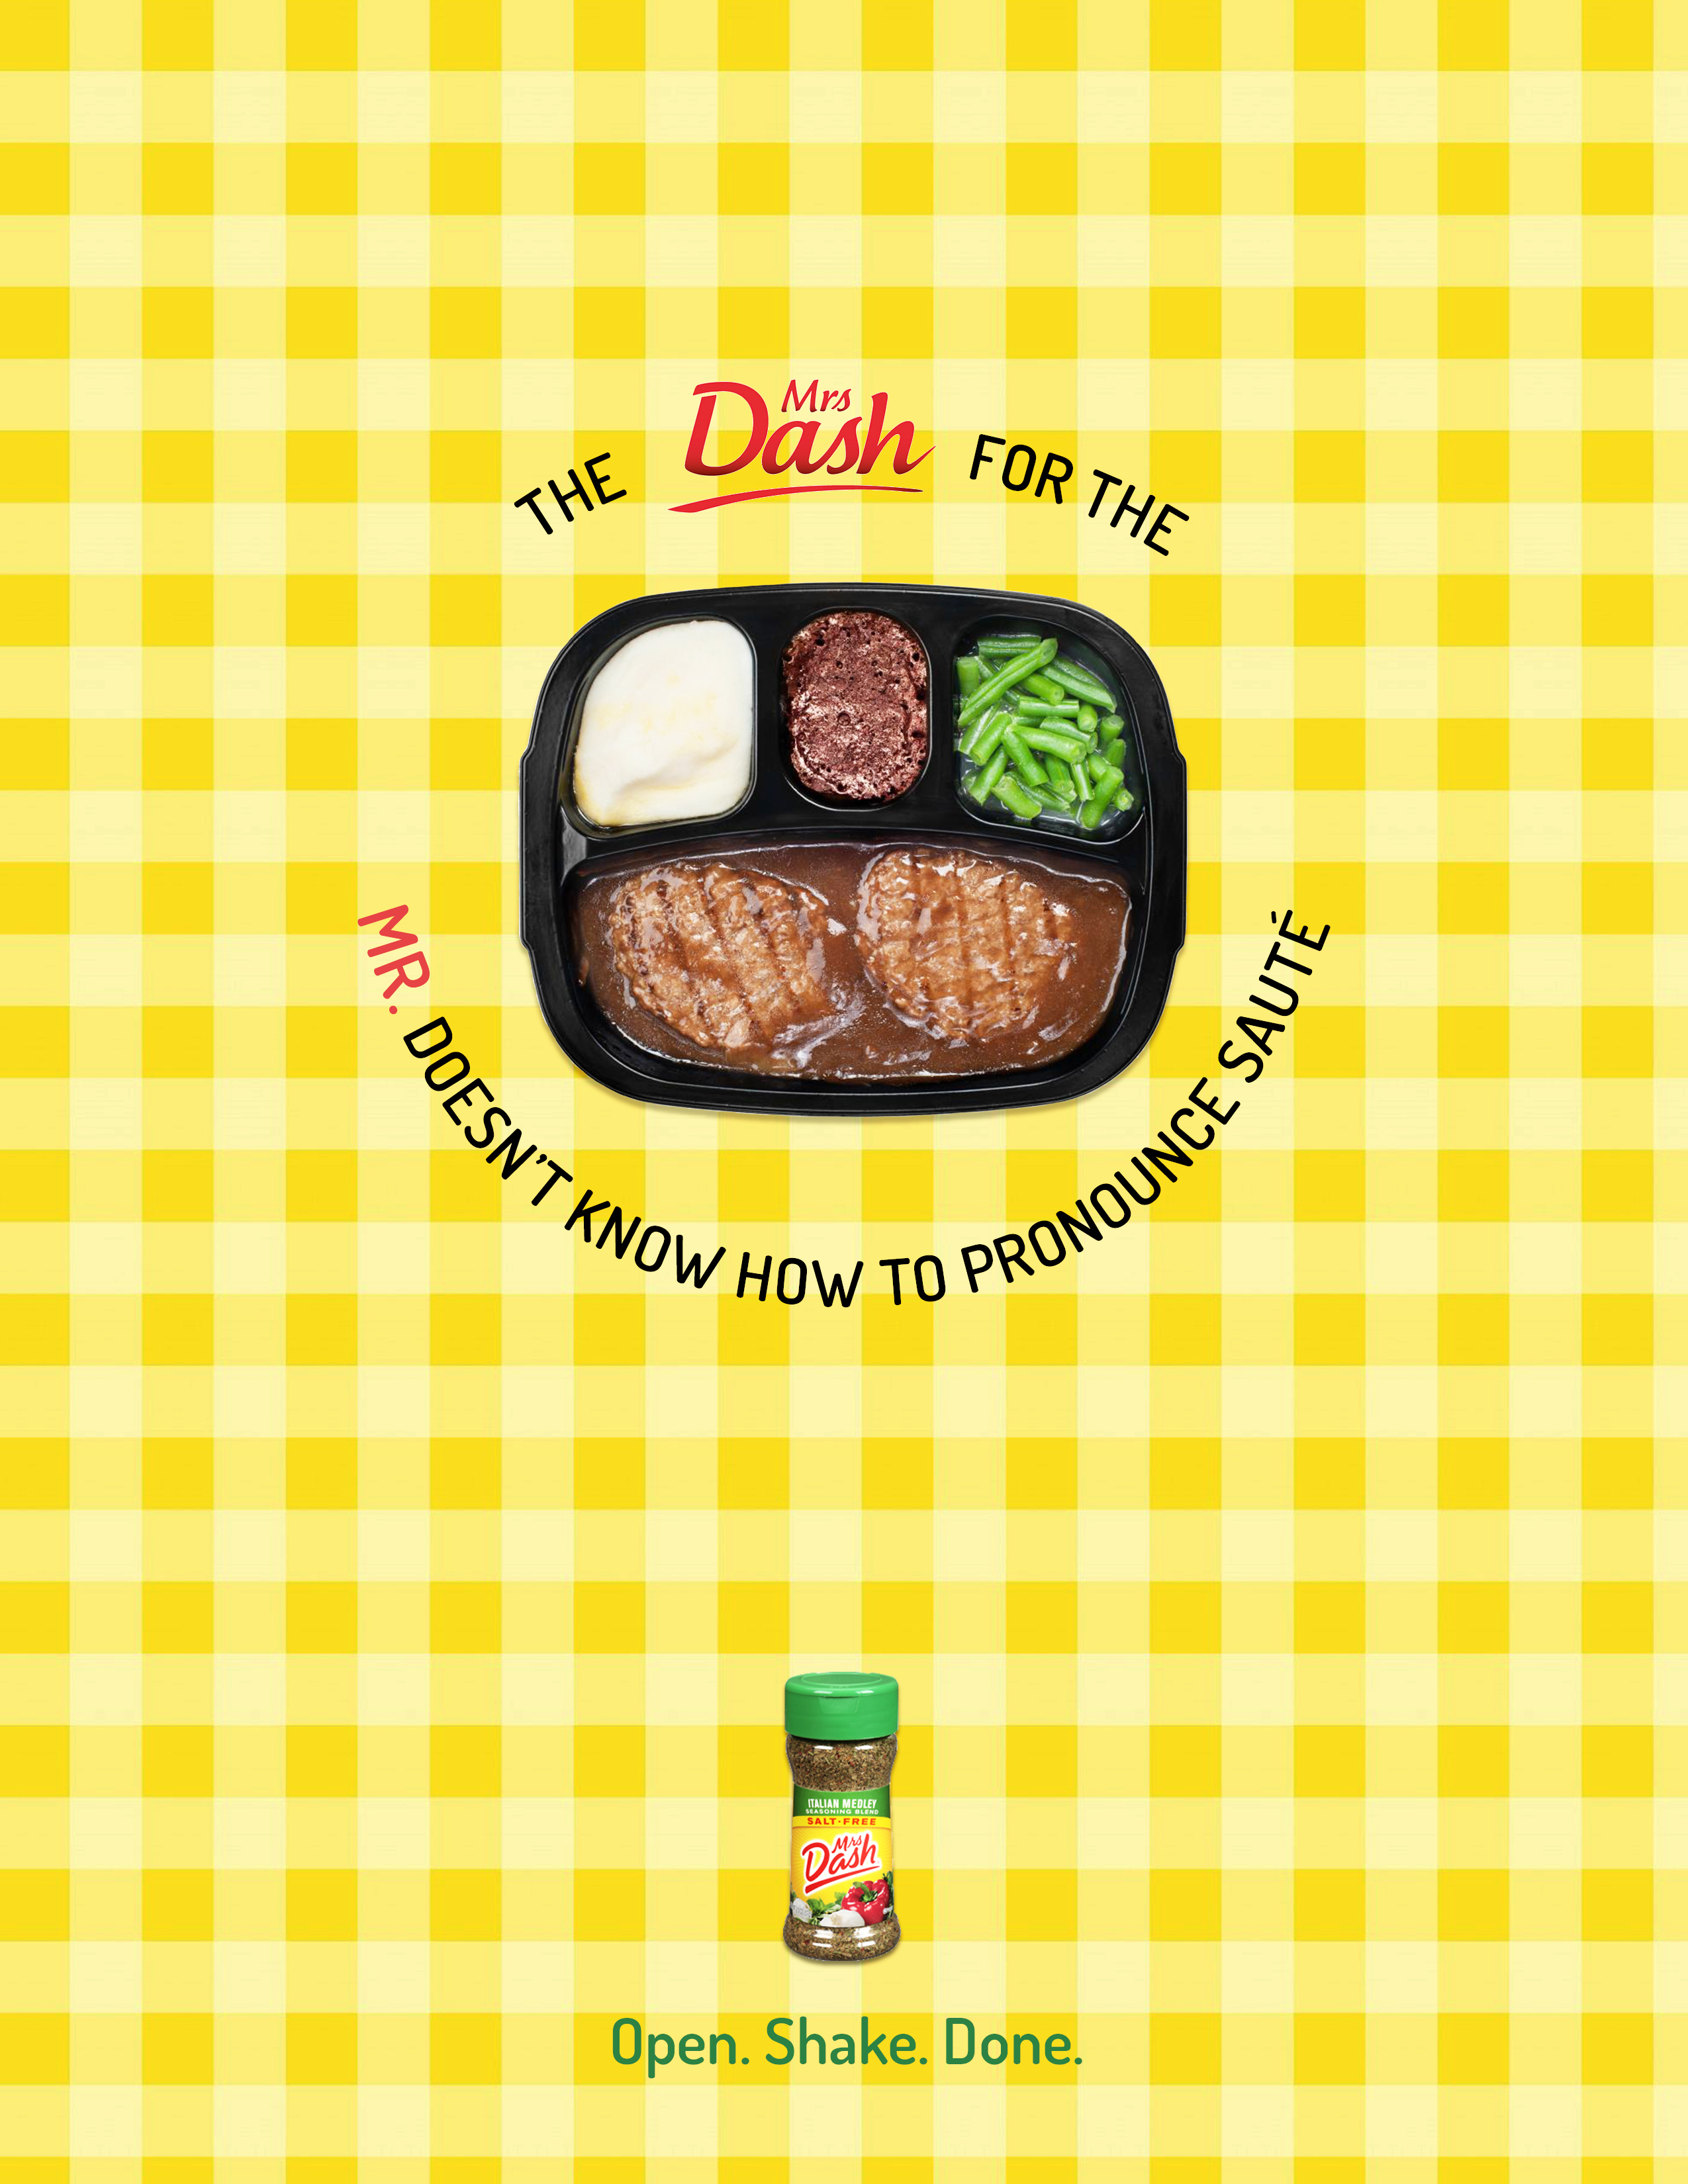 THE Mrs Dash FOR THE
MR. DOESN'T KNOW HOW TO PRONOUNCE SAUTÉ
ITALIAN MEDLEY
SEASONING BLEND
SALT-FREE
Mrs
Dash
Open. Shake. Done.